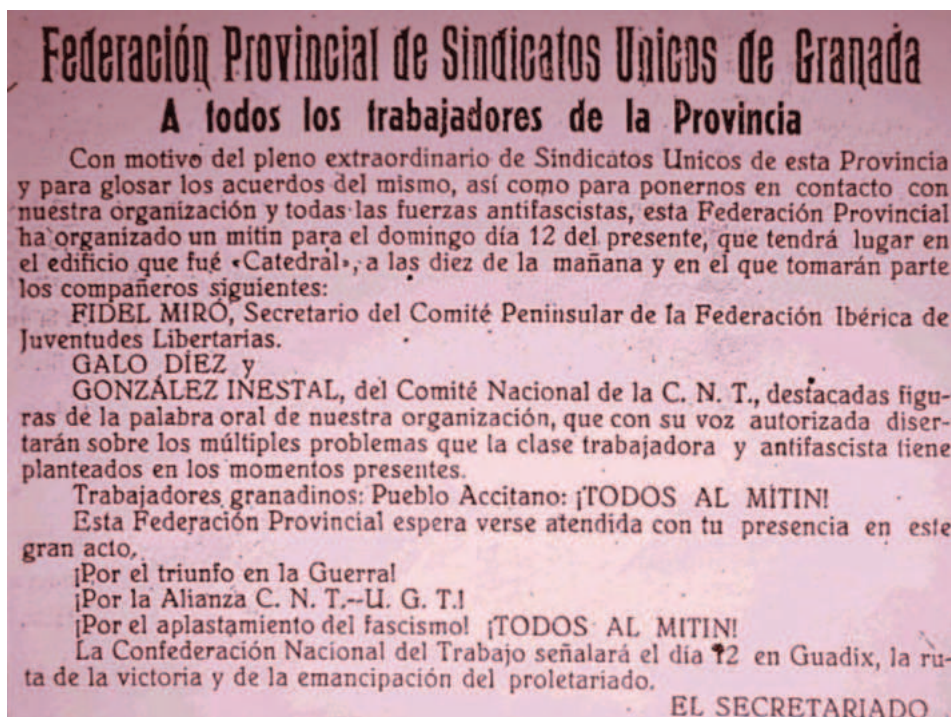 Federación Provincial de Sindicatos Unicos de Granada
A todos los trabajadores de la Provincia
Con motivo del pleno extraordinario de Sindicatos Unicos de esta Provincia
y para glosar los acuerdos del mismo, así como para ponernos en contacto con
nuestra organización y todas las fuerzas antifascistas, esta Federación Provincial
ha organizado un mitin para el domingo día 12 del presente, que tendrá lugar en
el edificio que fué «Catedral», a las diez de la mañana y en el que tomarán parte
los compañeros siguientes:
FIDEL MIRÓ, Secretario del Comité Peninsular de la Federación Ibérica de
Juventudes Libertarias.
GALO DÍEZ y
GONZÁLEZ INESTAL, del Comité Nacional de la C. N. T., destacadas figu-
ras de la palabra oral de nuestra organización, que con su voz autorizada diser-
tarán sobre los múltiples problemas que la clase trabajadora y antifascista tiene
planteados en los momentos presentes.
Trabajadores granadinos: Pueblo Accitano: ¡TODOS AL MITIN!
Esta Federación Provincial espera verse atendida con tu presencia en este
gran acto.
¡Por el triunfo en la Guerra!
¡Por la Alianza C. N. T.--U. G. T.!
¡Por el aplastamiento del fascismo! ¡TODOS AL MITIN!
La Confederación Nacional del Trabajo señalará el día 12 en Guadix, la ru-
ta de la victoria y de la emancipación del proletariado.
EL SECRETARIADO